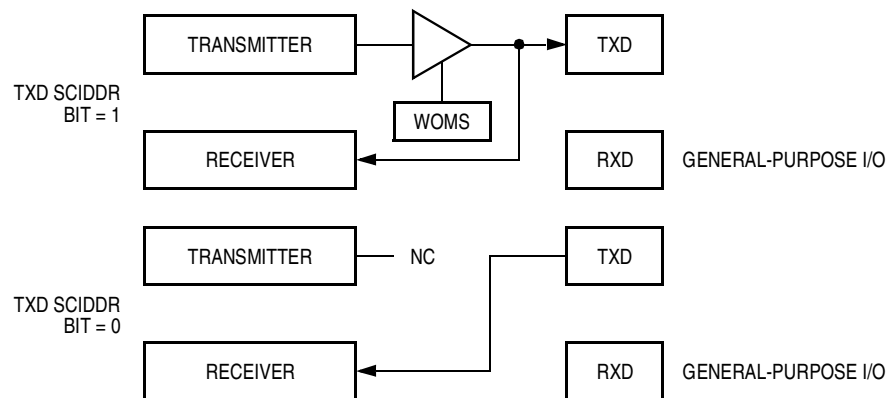 TRANSMITTER
TXD
TXD SCIDDR
BIT = 1
WOMS
RECEIVER
RXD
GENERAL-PURPOSE I/O
TRANSMITTER
NC
TXD
TXD SCIDDR
BIT = 0
RECEIVER
RXD
GENERAL-PURPOSE I/O